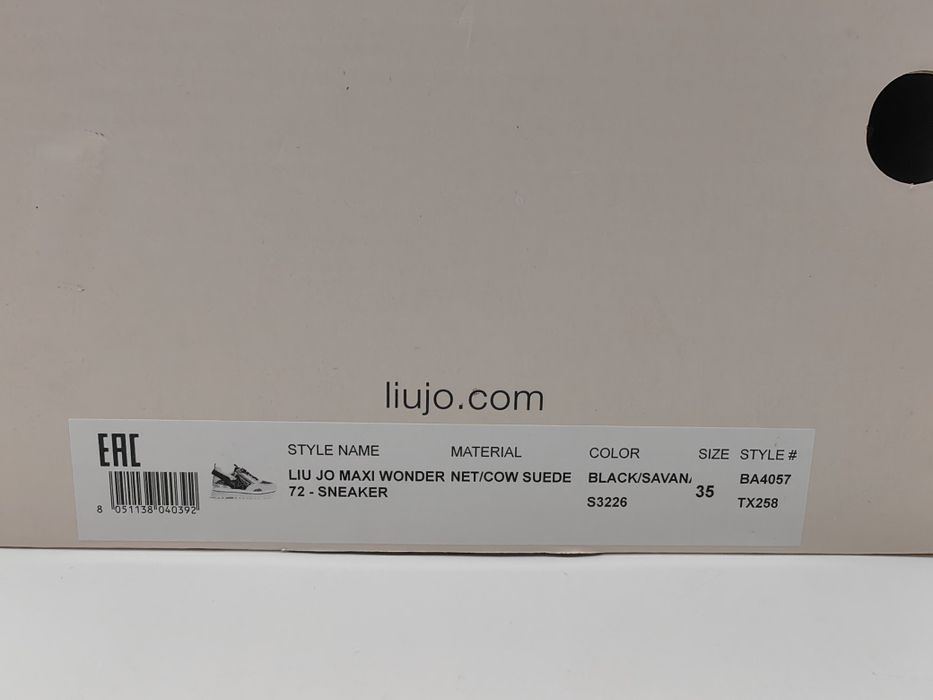 liujo.com
EAC
8 051138 040392
STYLE NAME MATERIAL COLOR SIZE STYLE #
LIU JO MAXI WONDER NET/COW SUEDE BLACK/SAVANA 35 BA4057
72 - SNEAKER S3226 TX258